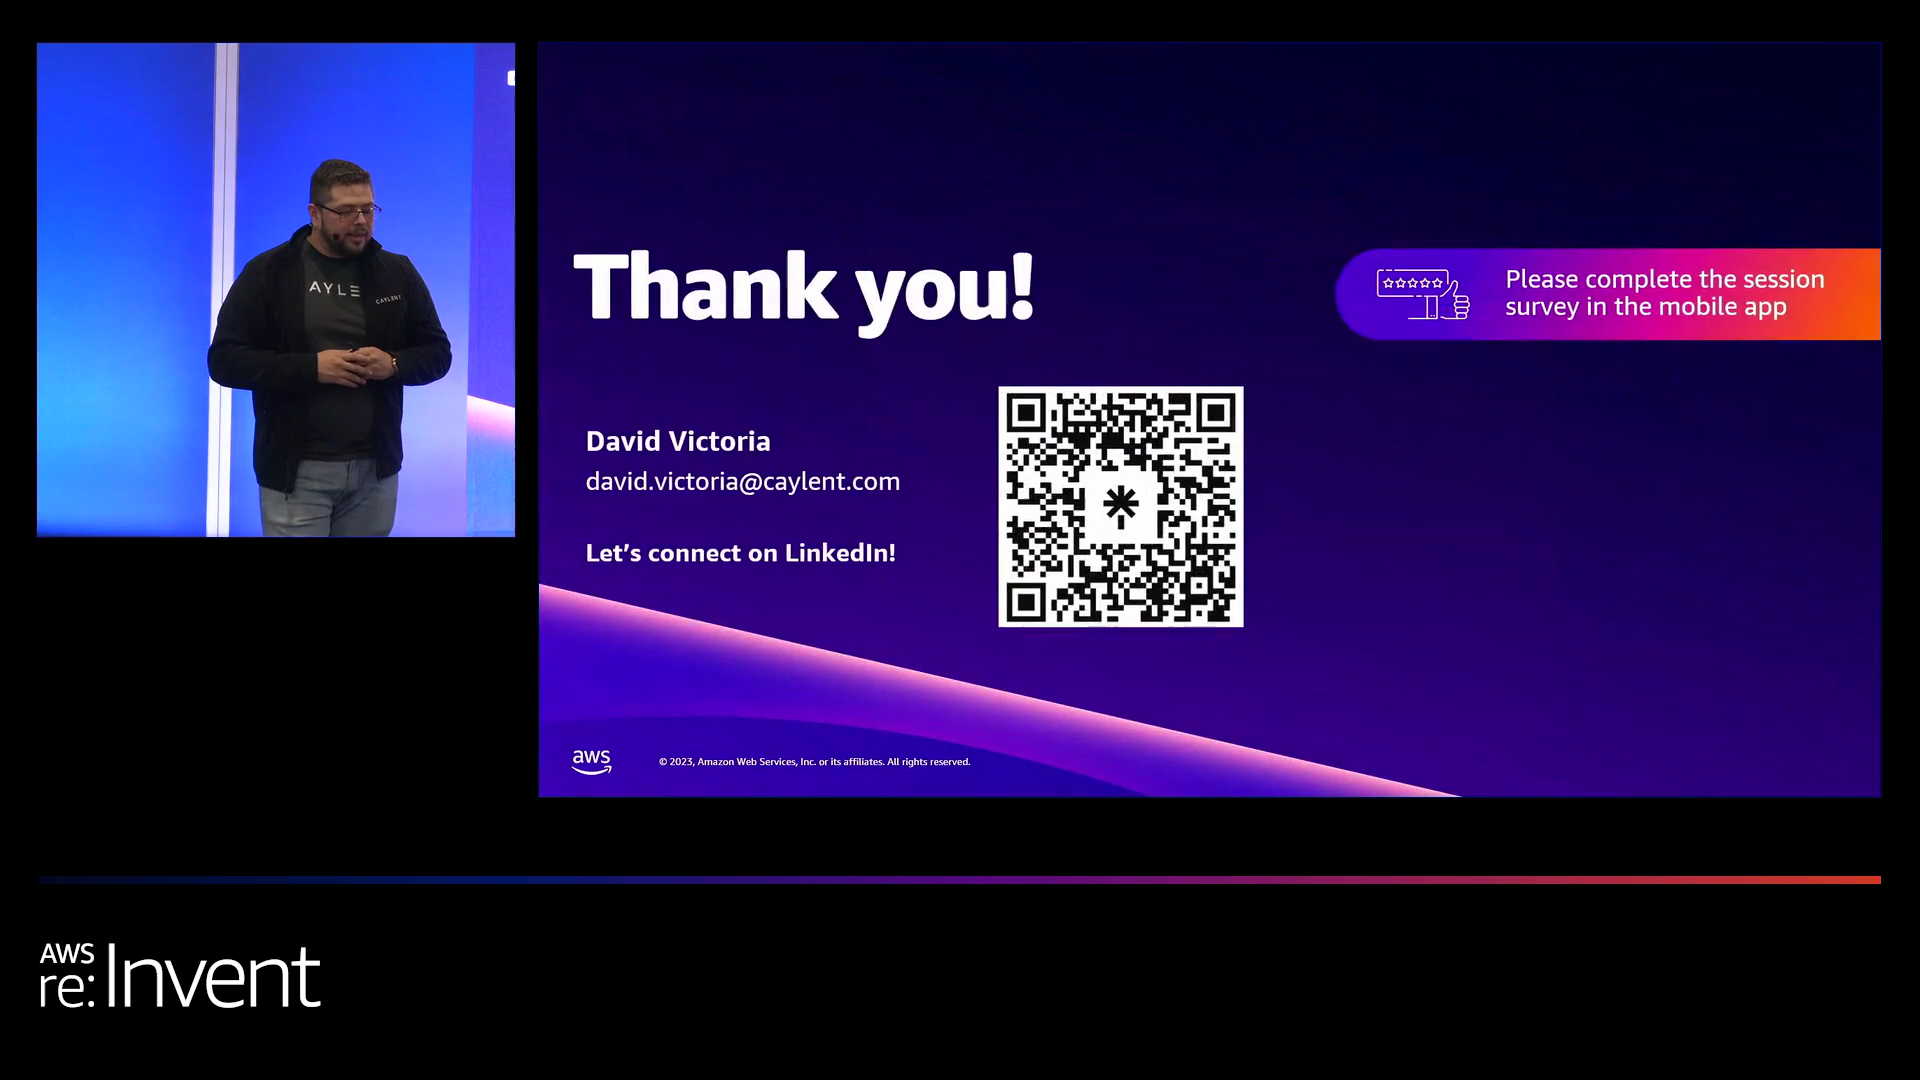 AYLE
CAYLENT
Thank you!
Please complete the session
survey in the mobile app
David Victoria
david.victoria@caylent.com
Let’s connect on LinkedIn!
aws
© 2023, Amazon Web Services, Inc. or its affiliates. All rights reserved.
AWS
re:Invent